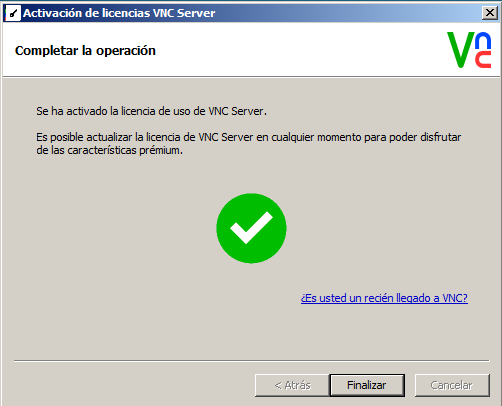 Activación de licencias VNC Server
Completar la operación
Vnc
Se ha activado la licencia de uso de VNC Server.
Es posible actualizar la licencia de VNC Server en cualquier momento para poder disfrutar
de las características prémium.
¿Es usted un recién llegado a VNC?
< Atrás
Finalizar
Cancelar